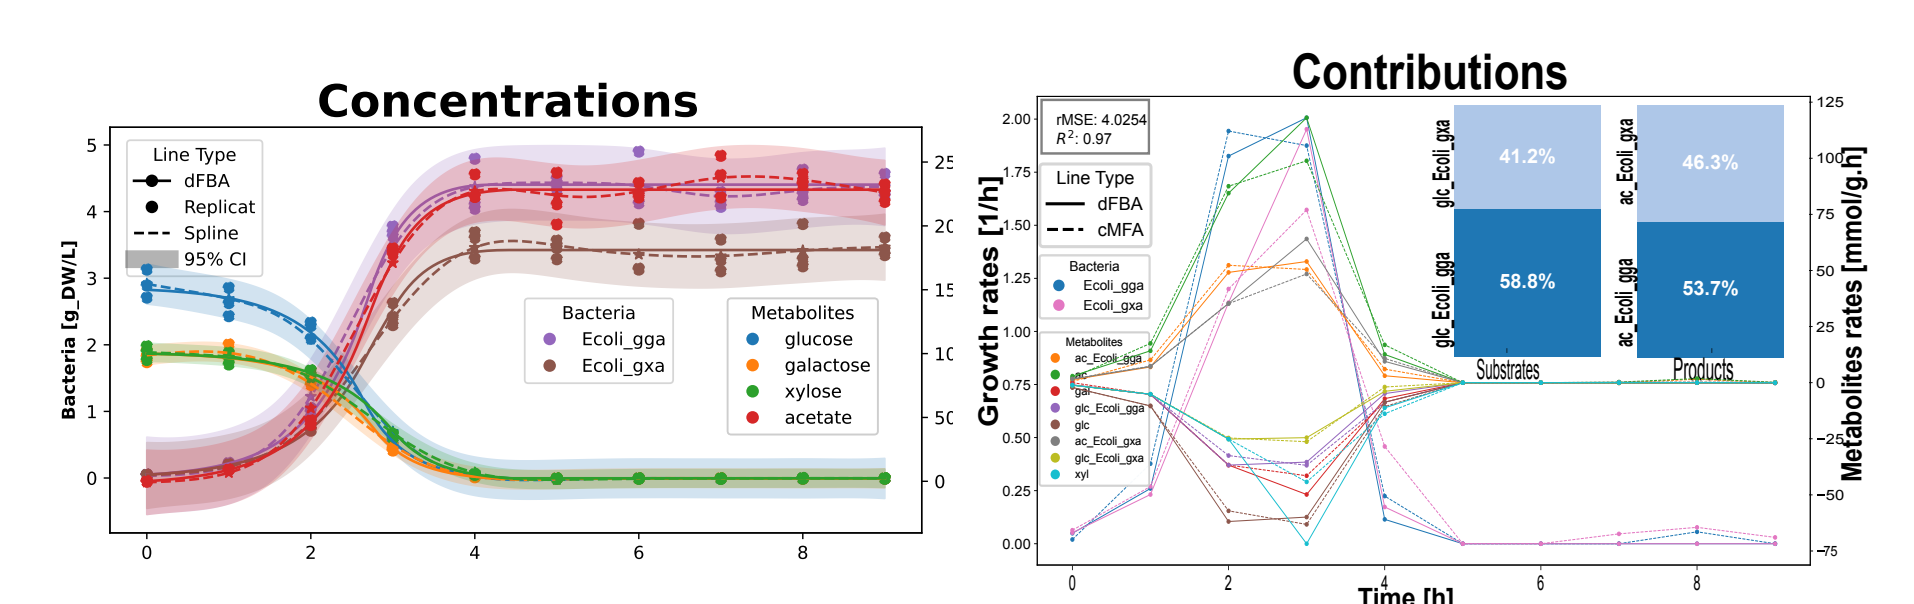 Concentrations
Bacteria [g_DW/L]
5
4
3
2
1
0
Line Type
dFBA
Replicat
Spline
95% CI
Bacteria
Ecoli_gga
Ecoli_gxa
Metabolites
glucose
galactose
xylose
acetate
25
20
15
10
50
0
0 2 4 6 8
Contributions
Growth rates [1/h]
2.00
1.75
1.50
1.25
1.00
0.75
0.50
0.25
0.00
rMSE: 4.0254
R²: 0.97
Line Type
dFBA
cMFA
Bacteria
Ecoli_gga
Ecoli_gxa
Metabolites
ac_Ecoli_gga
ac
gal
glc_Ecoli_gga
glc
ac_Ecoli_gxa
glc_Ecoli_gxa
xyl
glc_Ecoli_gxa
41.2%
glc_Ecoli_gga
58.8%
Substrates
ac_Ecoli_gxa
46.3%
ac_Ecoli_gga
53.7%
Products
125
100
75
50
25
0
−25
−50
−75
Metabolites rates [mmol/g.h]
0 2 4 6 8
Time [h]